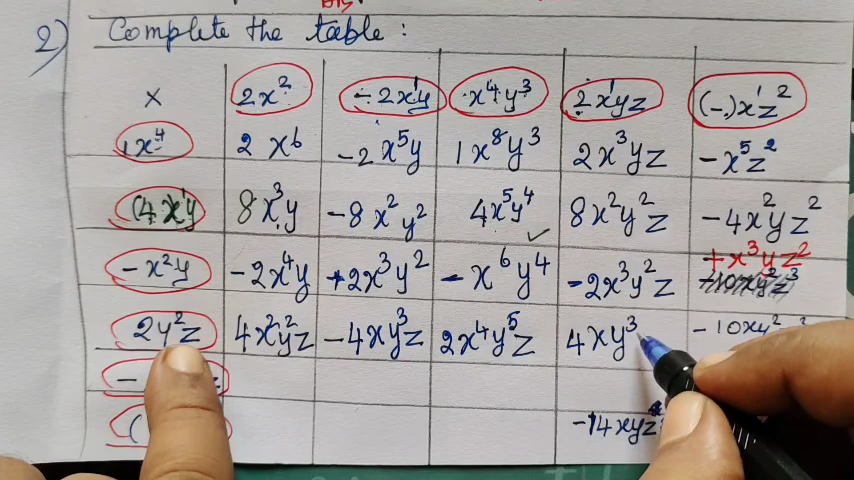 2) Complete the table :
× 2x² -2x¹y x⁴y³ 2x¹yz (-)x¹z²
1x⁴ 2x⁶ -2x⁵y 1x⁸y³ 2x³yz -x⁵z²
(4x¹y 8x³y -8x²y² 4x⁵y⁴ 8x²y²z -4x²yz²
+x³yz²
-x²y -2x⁴y +2x³y² -x⁶y⁴ -2x³y²z
2y²z 4x²y²z -4xy³z 2x⁴y⁵z 4xy³ -10xy²
-
( -14xyz